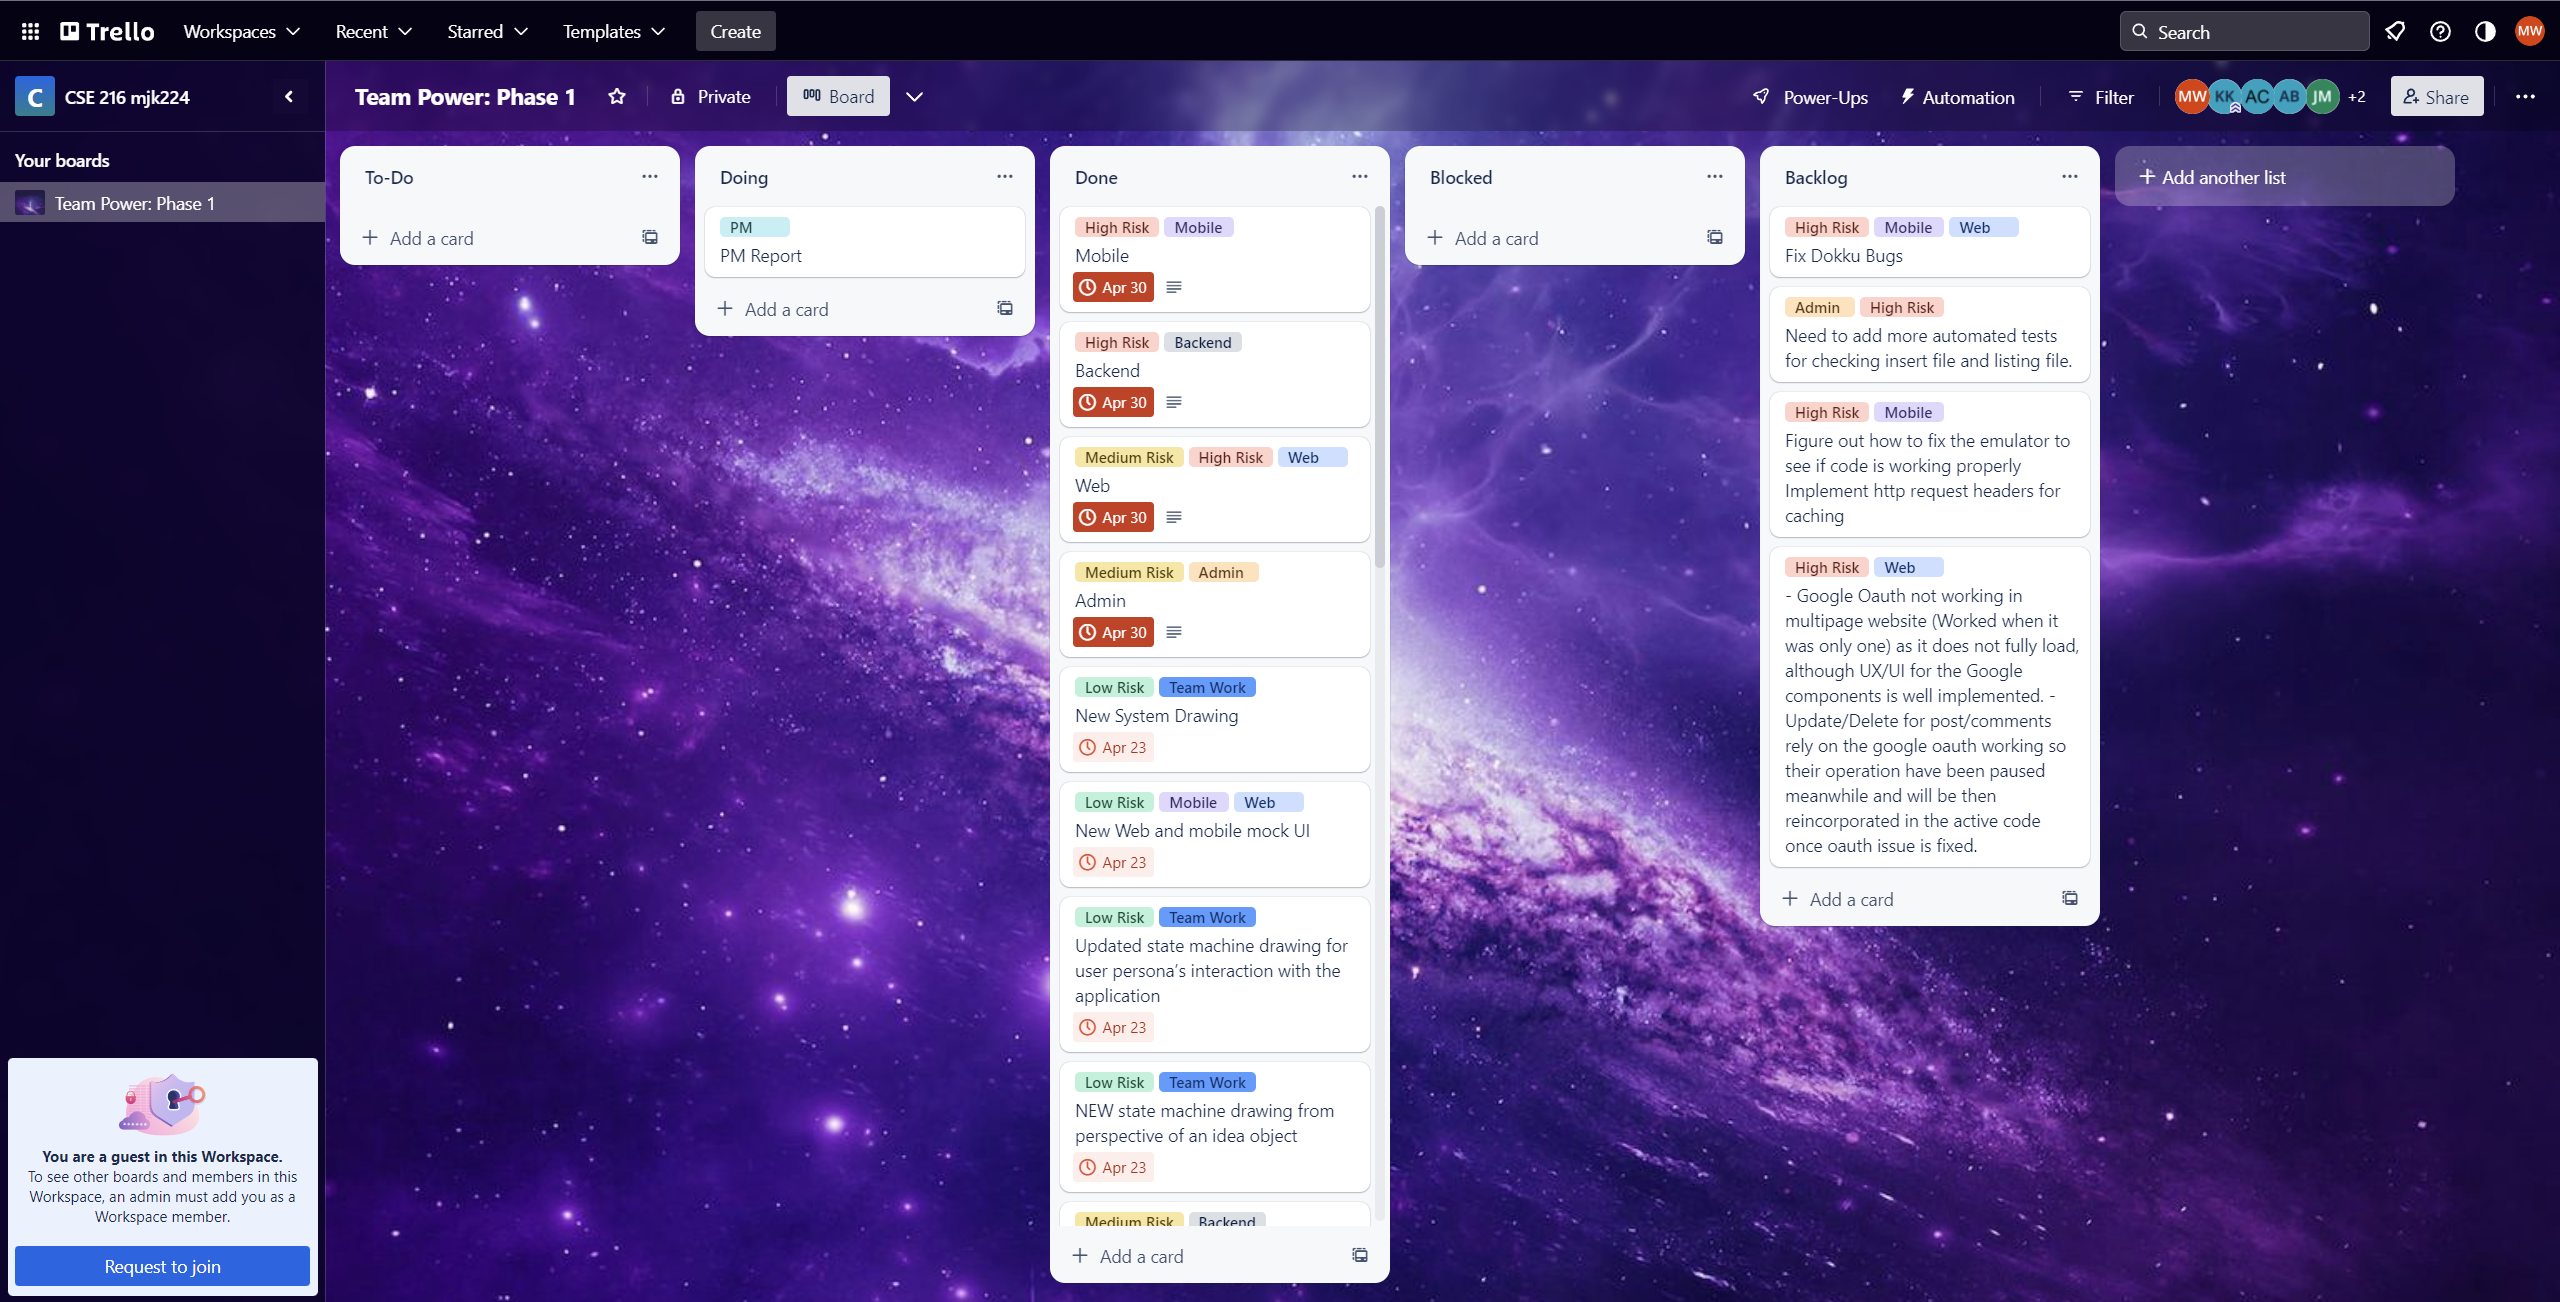 Trello
Workspaces
Recent
Starred
Templates
Create
Search
MW
C
CSE 216 mjk224
Team Power: Phase 1
Private
Board
Power-Ups
Automation
Filter
MW
KK
AC
AB
JM
+2
Share
Your boards
Team Power: Phase 1
To-Do
Add a card
Doing
PM
PM Report
Add a card
Done
High Risk
Mobile
Mobile
Apr 30
High Risk
Backend
Backend
Apr 30
Medium Risk
High Risk
Web
Web
Apr 30
Medium Risk
Admin
Admin
Apr 30
Low Risk
Team Work
New System Drawing
Apr 23
Low Risk
Mobile
Web
New Web and mobile mock UI
Apr 23
Low Risk
Team Work
Updated state machine drawing for
user persona's interaction with the
application
Apr 23
Low Risk
Team Work
NEW state machine drawing from
perspective of an idea object
Apr 23
Medium Risk
Backend
Add a card
Blocked
Add a card
Backlog
High Risk
Mobile
Web
Fix Dokku Bugs
Admin
High Risk
Need to add more automated tests
for checking insert file and listing file.
High Risk
Mobile
Figure out how to fix the emulator to
see if code is working properly
Implement http request headers for
caching
High Risk
Web
- Google Oauth not working in
multipage website (Worked when it
was only one) as it does not fully load,
although UX/UI for the Google
components is well implemented. -
Update/Delete for post/comments
rely on the google oauth working so
their operation have been paused
meanwhile and will be then
reincorporated in the active code
once oauth issue is fixed.
Add a card
Add another list
You are a guest in this Workspace.
To see other boards and members in this
Workspace, an admin must add you as a
Workspace member.
Request to join